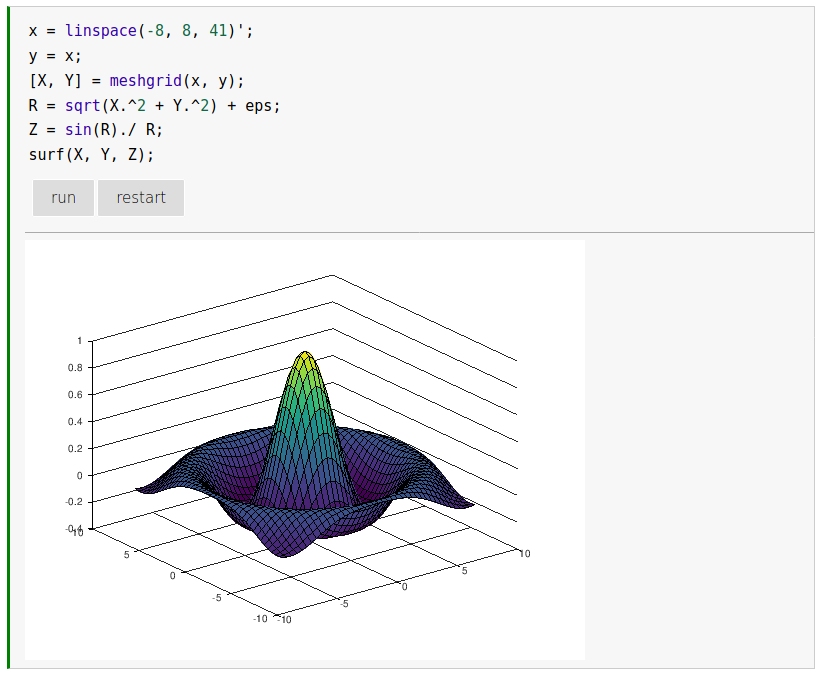 x = linspace(-8, 8, 41)';
y = x;
[X, Y] = meshgrid(x, y);
R = sqrt(X.^2 + Y.^2) + eps;
Z = sin(R)./ R;
surf(X, Y, Z);
run restart
1
0.8
0.6
0.4
0.2
0
-0.2
-0.4
10
5
0
-5
-10
-10
-5
0
5
10